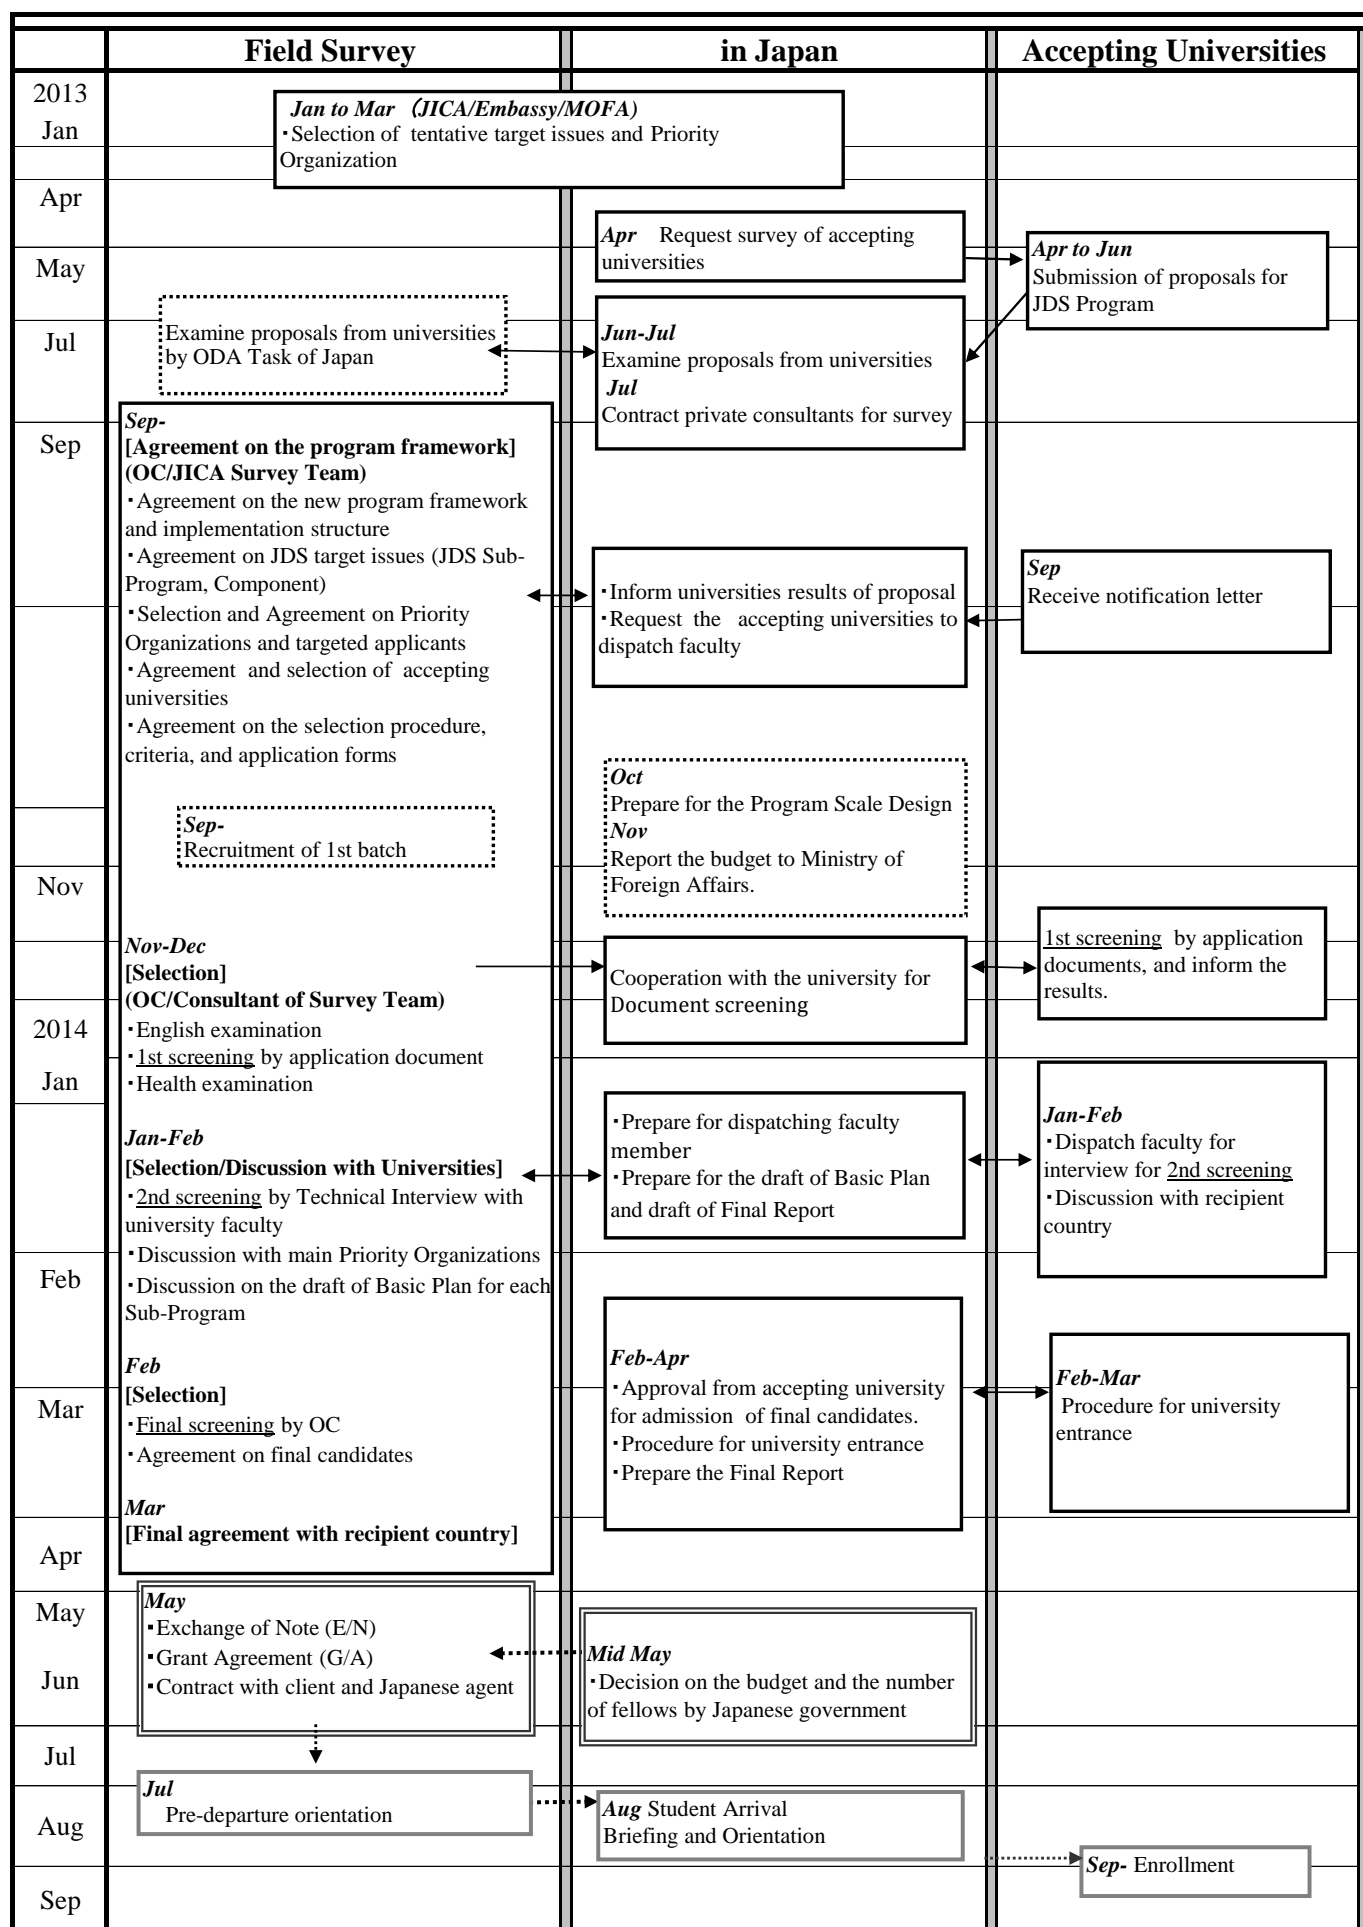 Field Survey
in Japan
Accepting Universities
2013
Jan
Jan to Mar (JICA/Embassy/MOFA)
・Selection of tentative target issues and Priority
Organization
Apr
Apr Request survey of accepting
universities
Apr to Jun
Submission of proposals for
JDS Program
May
Examine proposals from universities
by ODA Task of Japan
Jun-Jul
Examine proposals from universities
Jul
Contract private consultants for survey
Jul
Sep
Sep-
[Agreement on the program framework]
(OC/JICA Survey Team)
・Agreement on the new program framework
and implementation structure
・Agreement on JDS target issues (JDS Sub-
Program, Component)
・Selection and Agreement on Priority
Organizations and targeted applicants
・Agreement and selection of accepting
universities
・Agreement on the selection procedure,
criteria, and application forms
・Inform universities results of proposal
・Request the accepting universities to
dispatch faculty
Sep
Receive notification letter
Sep-
Recruitment of 1st batch
Oct
Prepare for the Program Scale Design
Nov
Report the budget to Ministry of
Foreign Affairs.
Nov
Nov-Dec
[Selection]
(OC/Consultant of Survey Team)
・English examination
・1st screening by application document
・Health examination
Cooperation with the university for
Document screening
1st screening by application
documents, and inform the
results.
2014
Jan
Jan-Feb
[Selection/Discussion with Universities]
・2nd screening by Technical Interview with
university faculty
・Discussion with main Priority Organizations
・Discussion on the draft of Basic Plan for each
Sub-Program
・Prepare for dispatching faculty
member
・Prepare for the draft of Basic Plan
and draft of Final Report
Jan-Feb
・Dispatch faculty for
interview for 2nd screening
・Discussion with recipient
country
Feb
Feb
[Selection]
・Final screening by OC
・Agreement on final candidates
Feb-Apr
・Approval from accepting university
for admission of final candidates.
・Procedure for university entrance
・Prepare the Final Report
Feb-Mar
Procedure for university
entrance
Mar
Mar
[Final agreement with recipient country]
Apr
May
May
・Exchange of Note (E/N)
・Grant Agreement (G/A)
・Contract with client and Japanese agent
Mid May
・Decision on the budget and the number
of fellows by Japanese government
Jun
Jul
Jul
Pre-departure orientation
Aug
Aug Student Arrival
Briefing and Orientation
Sep- Enrollment
Sep